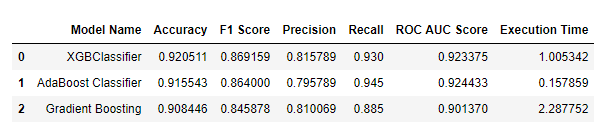 Model Name Accuracy F1 Score Precision Recall ROC AUC Score Execution Time
0 XGBClassifier 0.920511 0.869159 0.815789 0.930 0.923375 1.005342
1 AdaBoost Classifier 0.915543 0.864000 0.795789 0.945 0.924433 0.157859
2 Gradient Boosting 0.908446 0.845878 0.810069 0.885 0.901370 2.287752